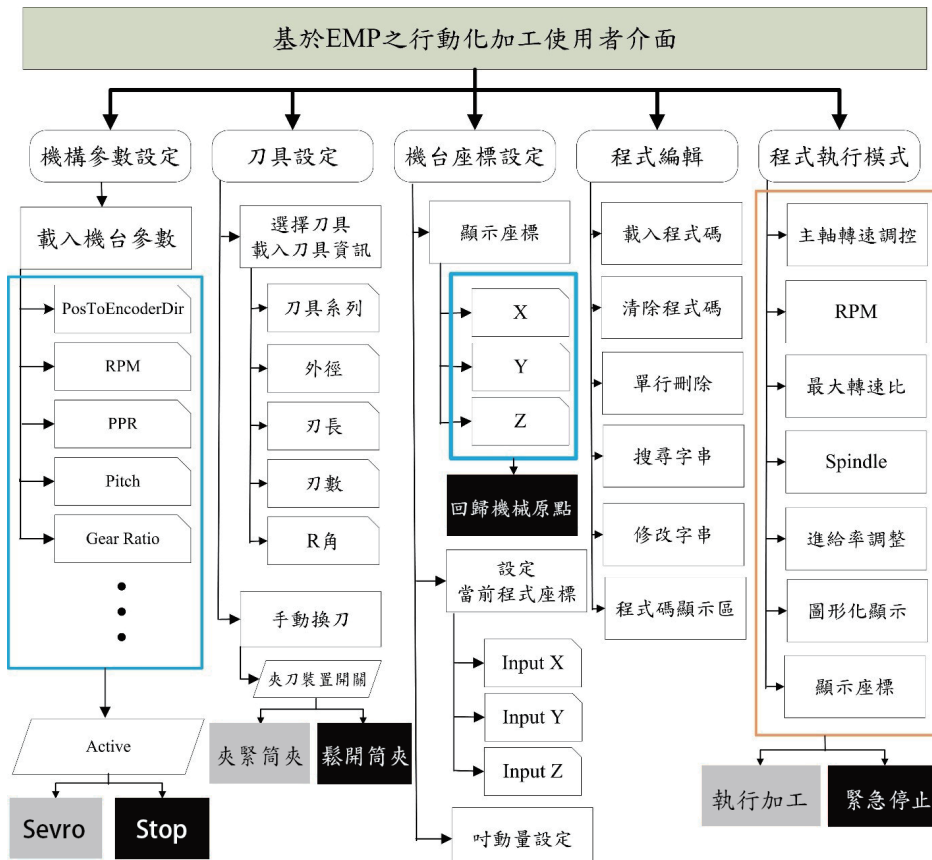 基於EMP之行動化加工使用者介面
機構參數設定
載入機台參數
PosToEncoderDir
RPM
PPR
Pitch
Gear Ratio
Active
Sevro
Stop
刀具設定
選擇刀具
載入刀具資訊
刀具系列
外徑
刃長
刃數
R角
手動換刀
夾刀裝置開關
夾緊筒夾
鬆開筒夾
機台座標設定
顯示座標
X
Y
Z
回歸機械原點
設定
當前程式座標
Input X
Input Y
Input Z
吋動量設定
程式編輯
載入程式碼
清除程式碼
單行刪除
搜尋字串
修改字串
程式碼顯示區
程式執行模式
主軸轉速調控
RPM
最大轉速比
Spindle
進給率調整
圖形化顯示
顯示座標
執行加工
緊急停止